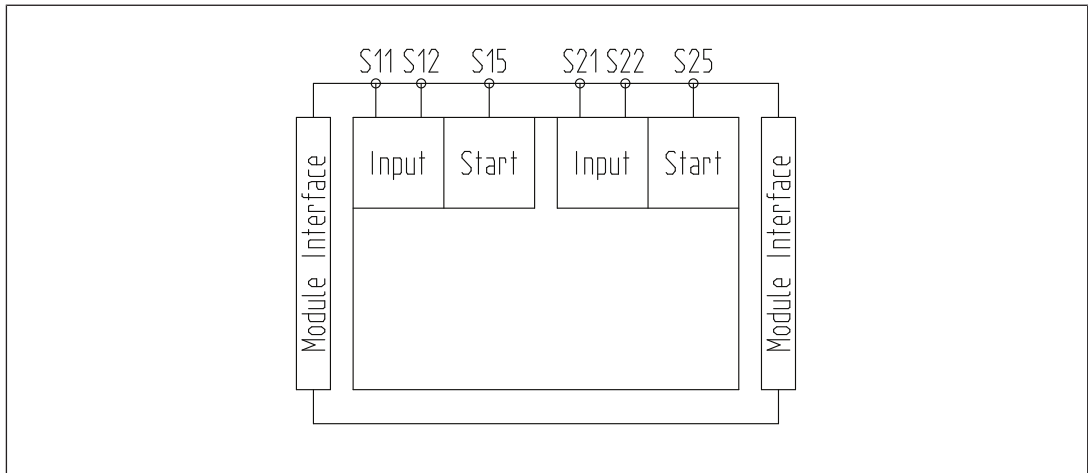 S11 S12 S15 S21 S22 S25
Input Start Input Start
Module Interface
Module Interface